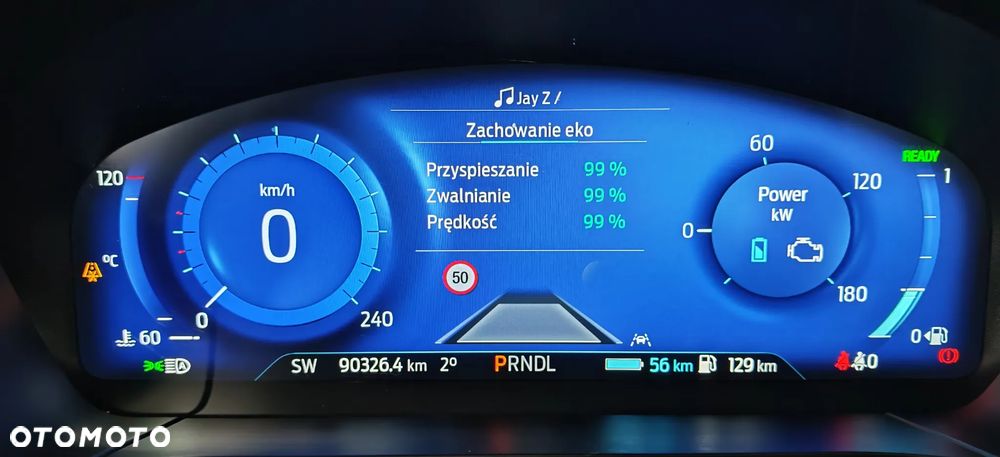 Jay Z /
Zachowanie eko
Przyspieszanie 99 %
Zwalnianie 99 %
Prędkość 99 %
120
°C
60
km/h
0
1
0
240
50
60
Power
kW
0
120
180
READY
1
0
SW 90326.4 km 2° PRNDL 56 km 129 km
A
0
OTOMOTO